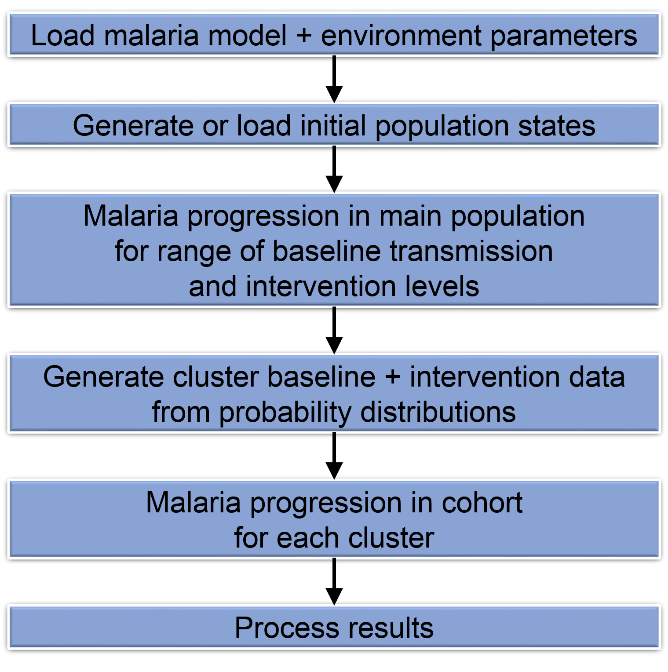 Load malaria model + environment parameters
Generate or load initial population states
Malaria progression in main population
for range of baseline transmission
and intervention levels
Generate cluster baseline + intervention data
from probability distributions
Malaria progression in cohort
for each cluster
Process results